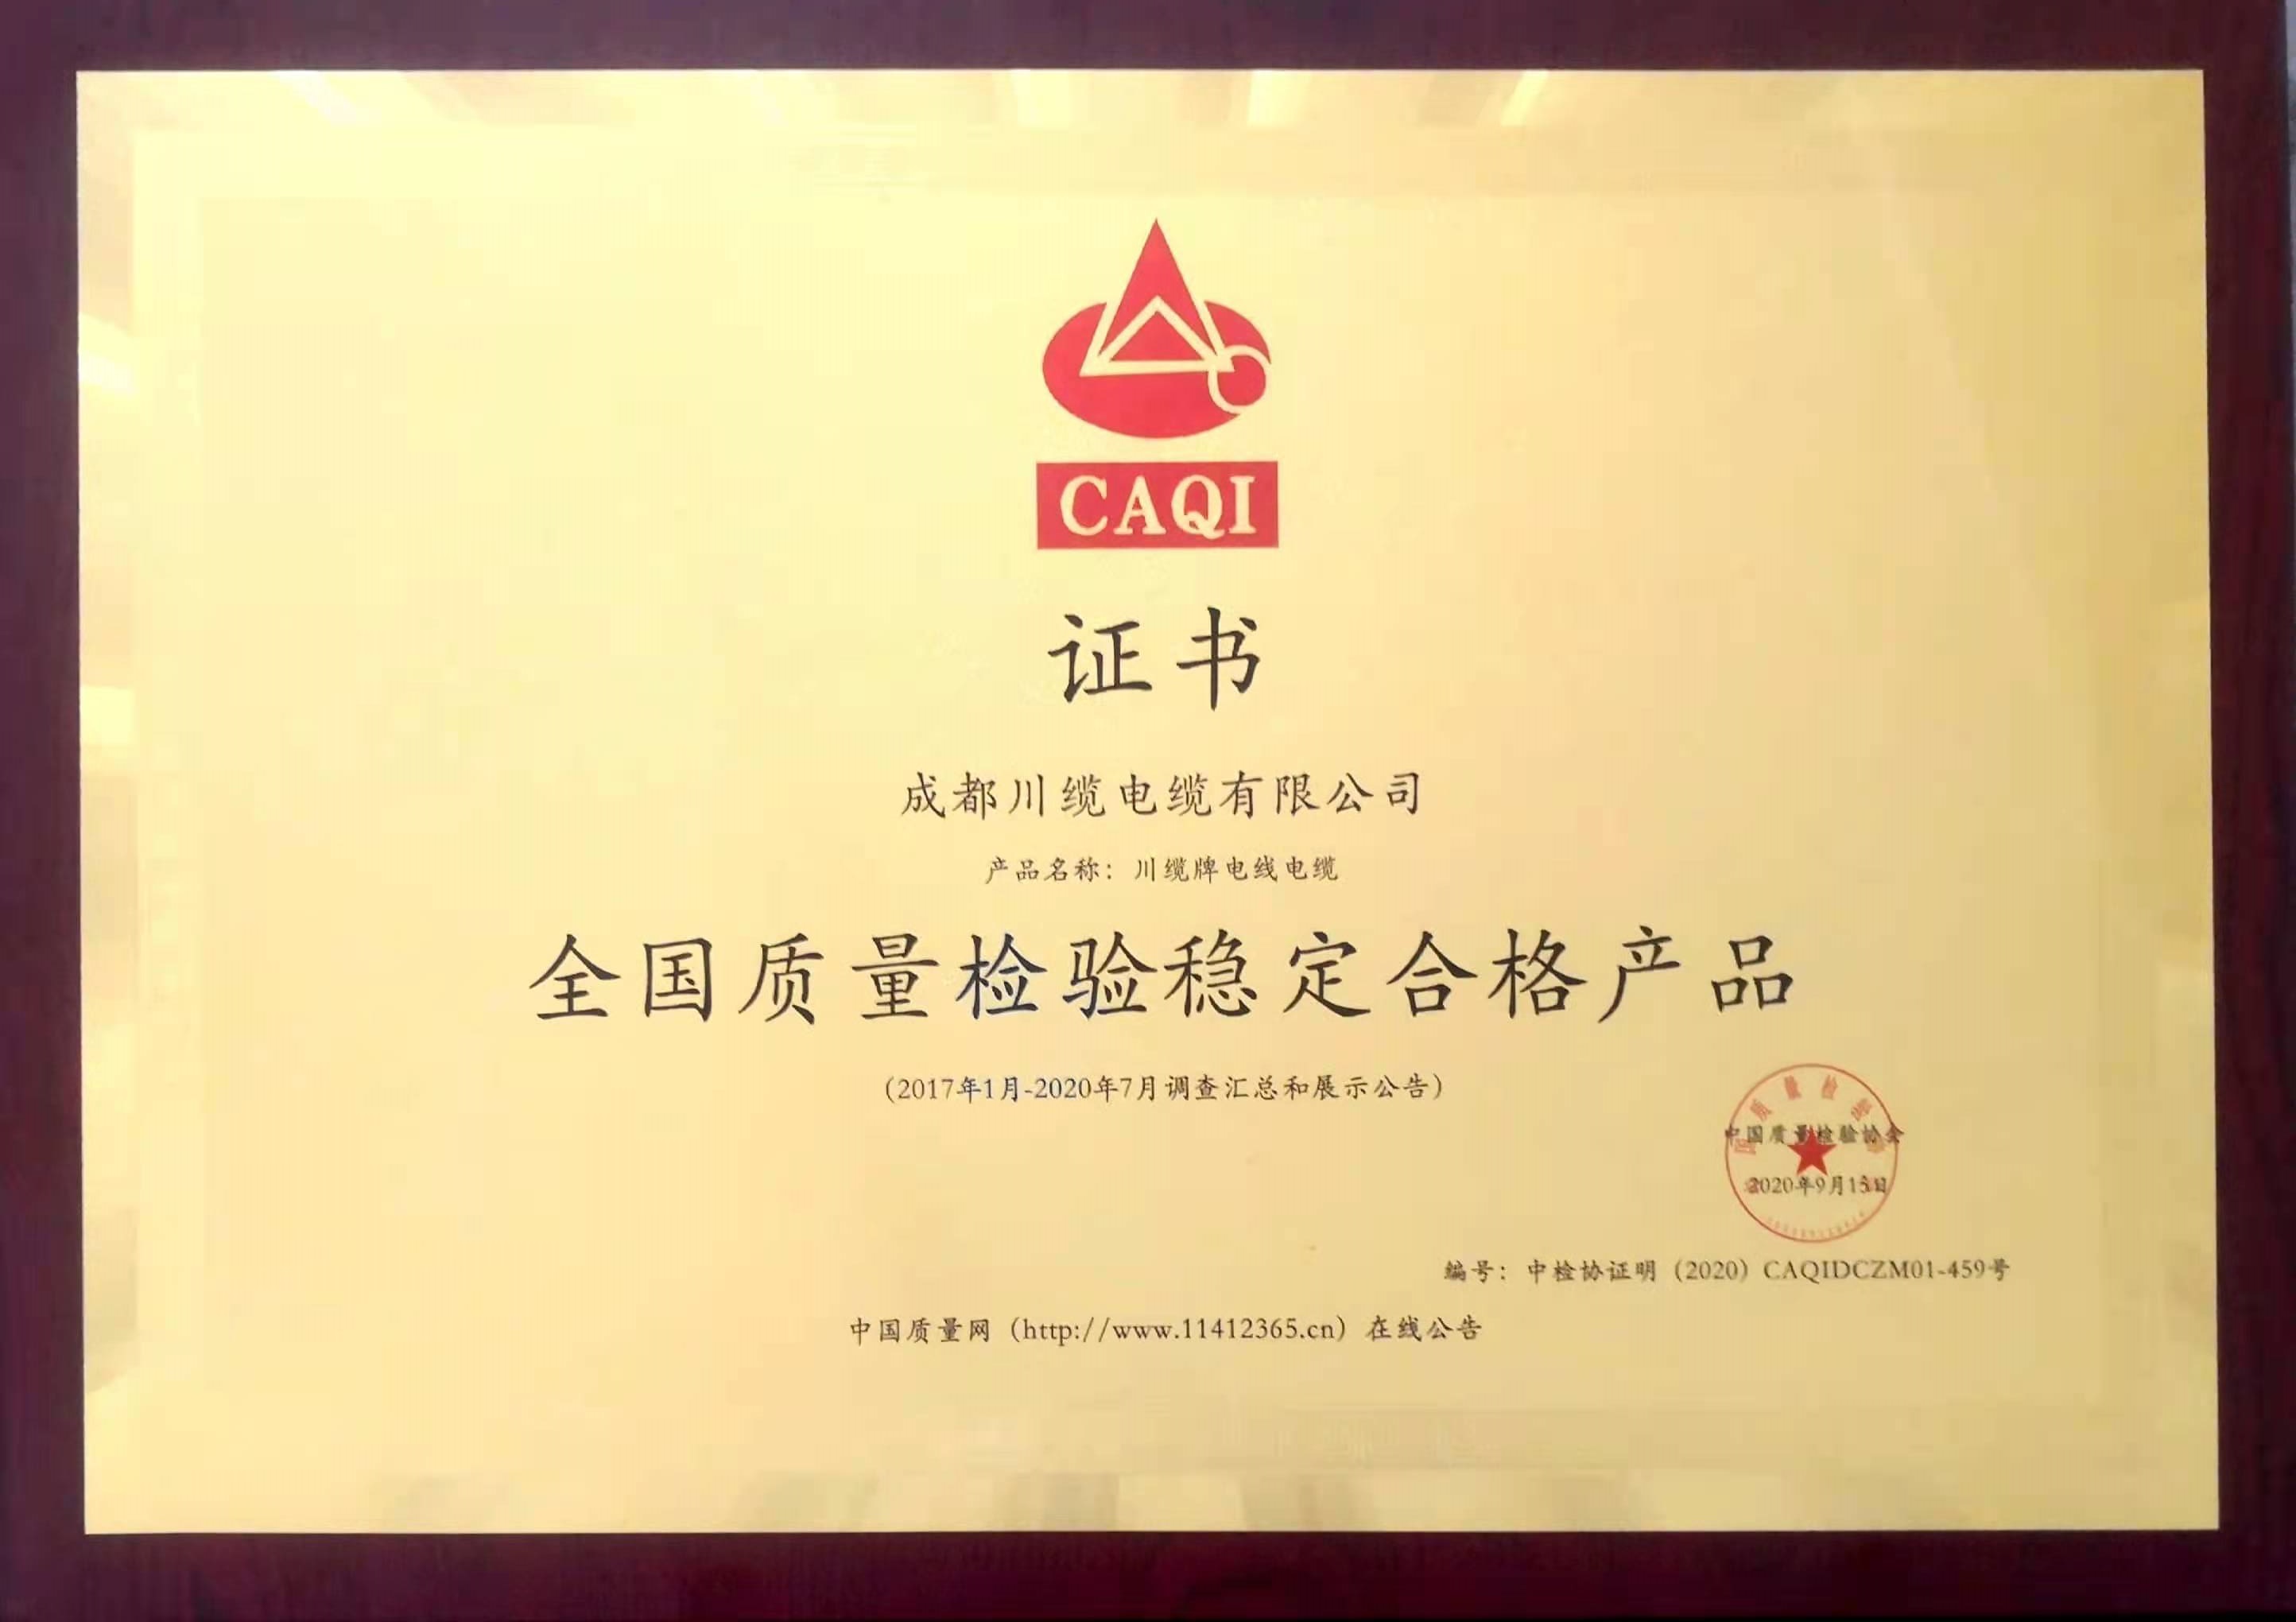 CAQI
证书
成都川缆电缆有限公司
产品名称：川缆牌电线电缆
全国质量检验稳定合格产品
（2017年1月-2020年7月调查汇总和展示公告）
中国质量检验协会
2020年9月15日
编号：中检协证明（2020）CAQIDCZM01-459号
中国质量网（http://www.11412365.cn）在线公告